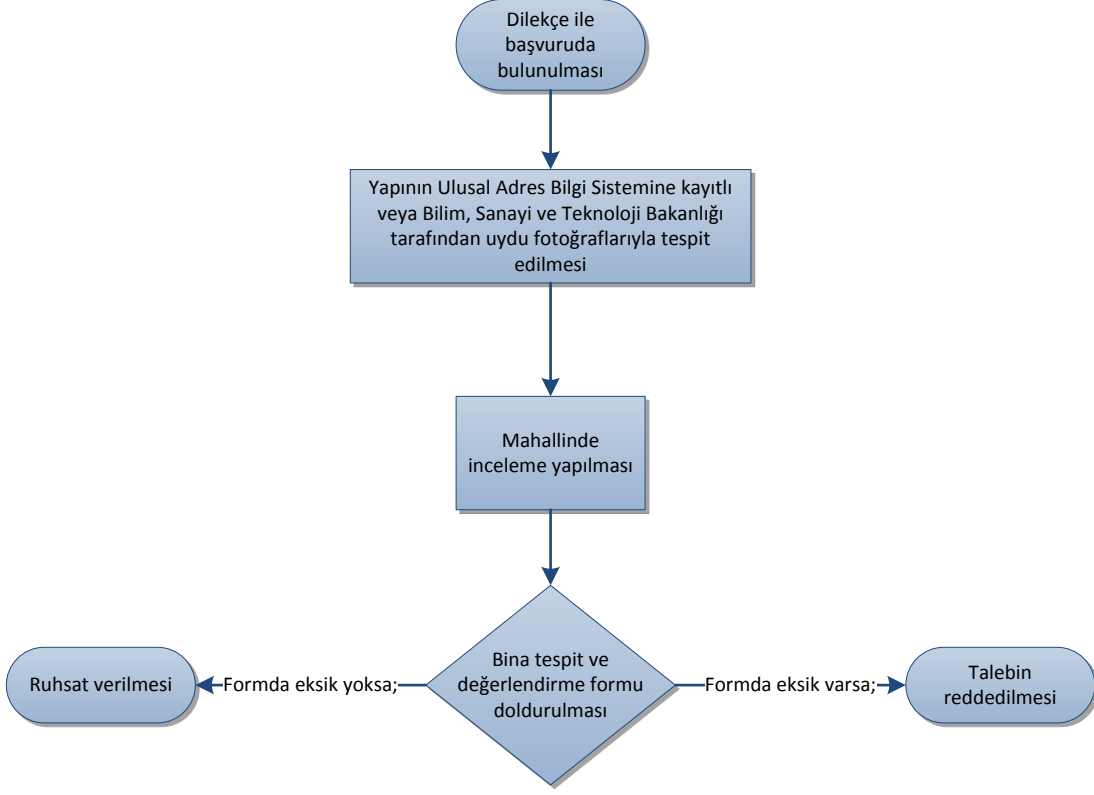 Dilekçe ile
başvuruda
bulunulması
Yapının Ulusal Adres Bilgi Sistemine kayıtlı
veya Bilim, Sanayi ve Teknoloji Bakanlığı
tarafından uydu fotoğraflarıyla tespit
edilmesi
Mahallinde
inceleme yapılması
Bina tespit ve
değerlendirme formu
doldurulması
Formda eksik yoksa;
Ruhsat verilmesi
Formda eksik varsa;
Talebin
reddedilmesi